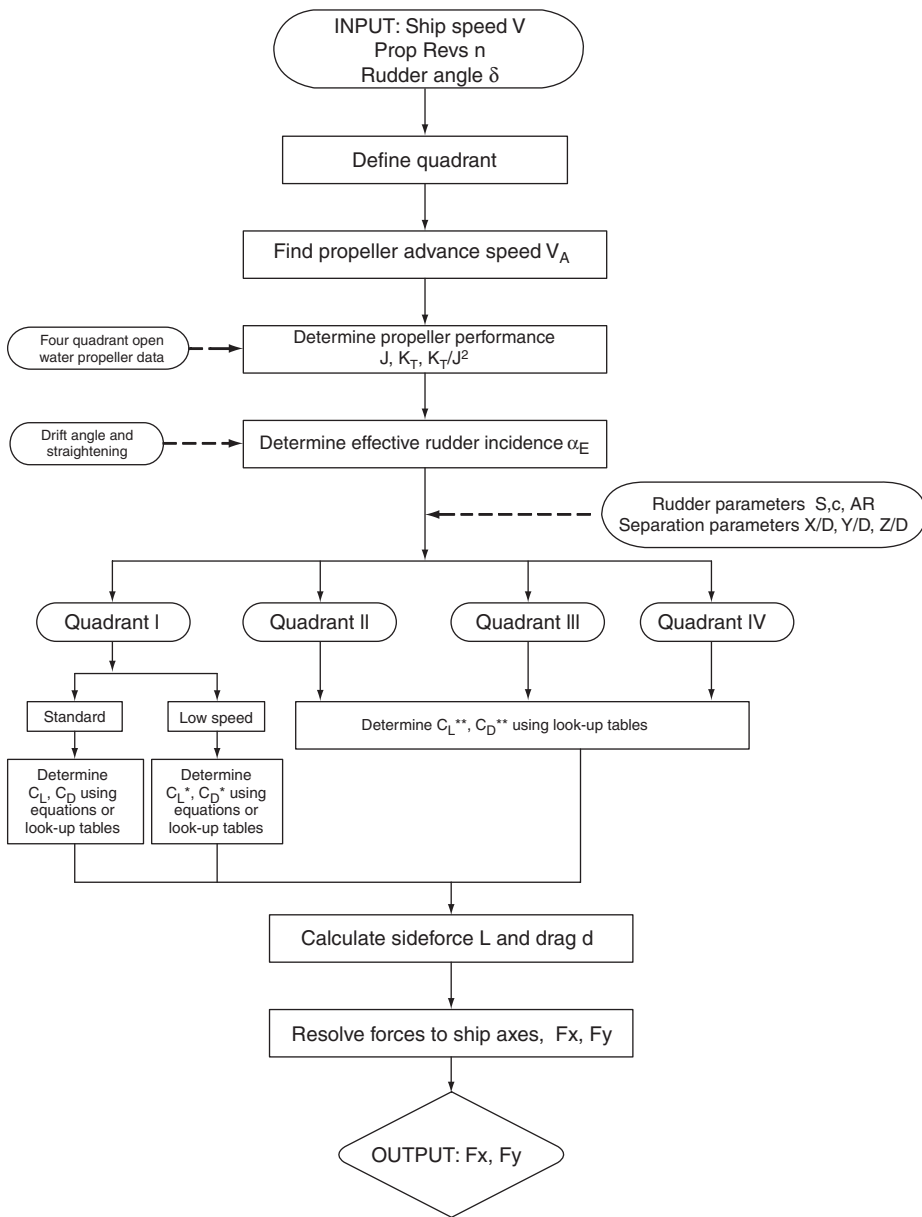 INPUT: Ship speed V
Prop Revs n
Rudder angle δ
Define quadrant
Find propeller advance speed V_A
Four quadrant open
water propeller data
Determine propeller performance
J, K_T, K_T/J²
Drift angle and
straightening
Determine effective rudder incidence α_E
Rudder parameters S,c, AR
Separation parameters X/D, Y/D, Z/D
Quadrant I
Quadrant II
Quadrant III
Quadrant IV
Standard
Low speed
Determine C_L**, C_D** using look-up tables
Determine
C_L, C_D using
equations or
look-up tables
Determine
C_L*, C_D* using
equations or
look-up tables
Calculate sideforce L and drag d
Resolve forces to ship axes, Fx, Fy
OUTPUT: Fx, Fy